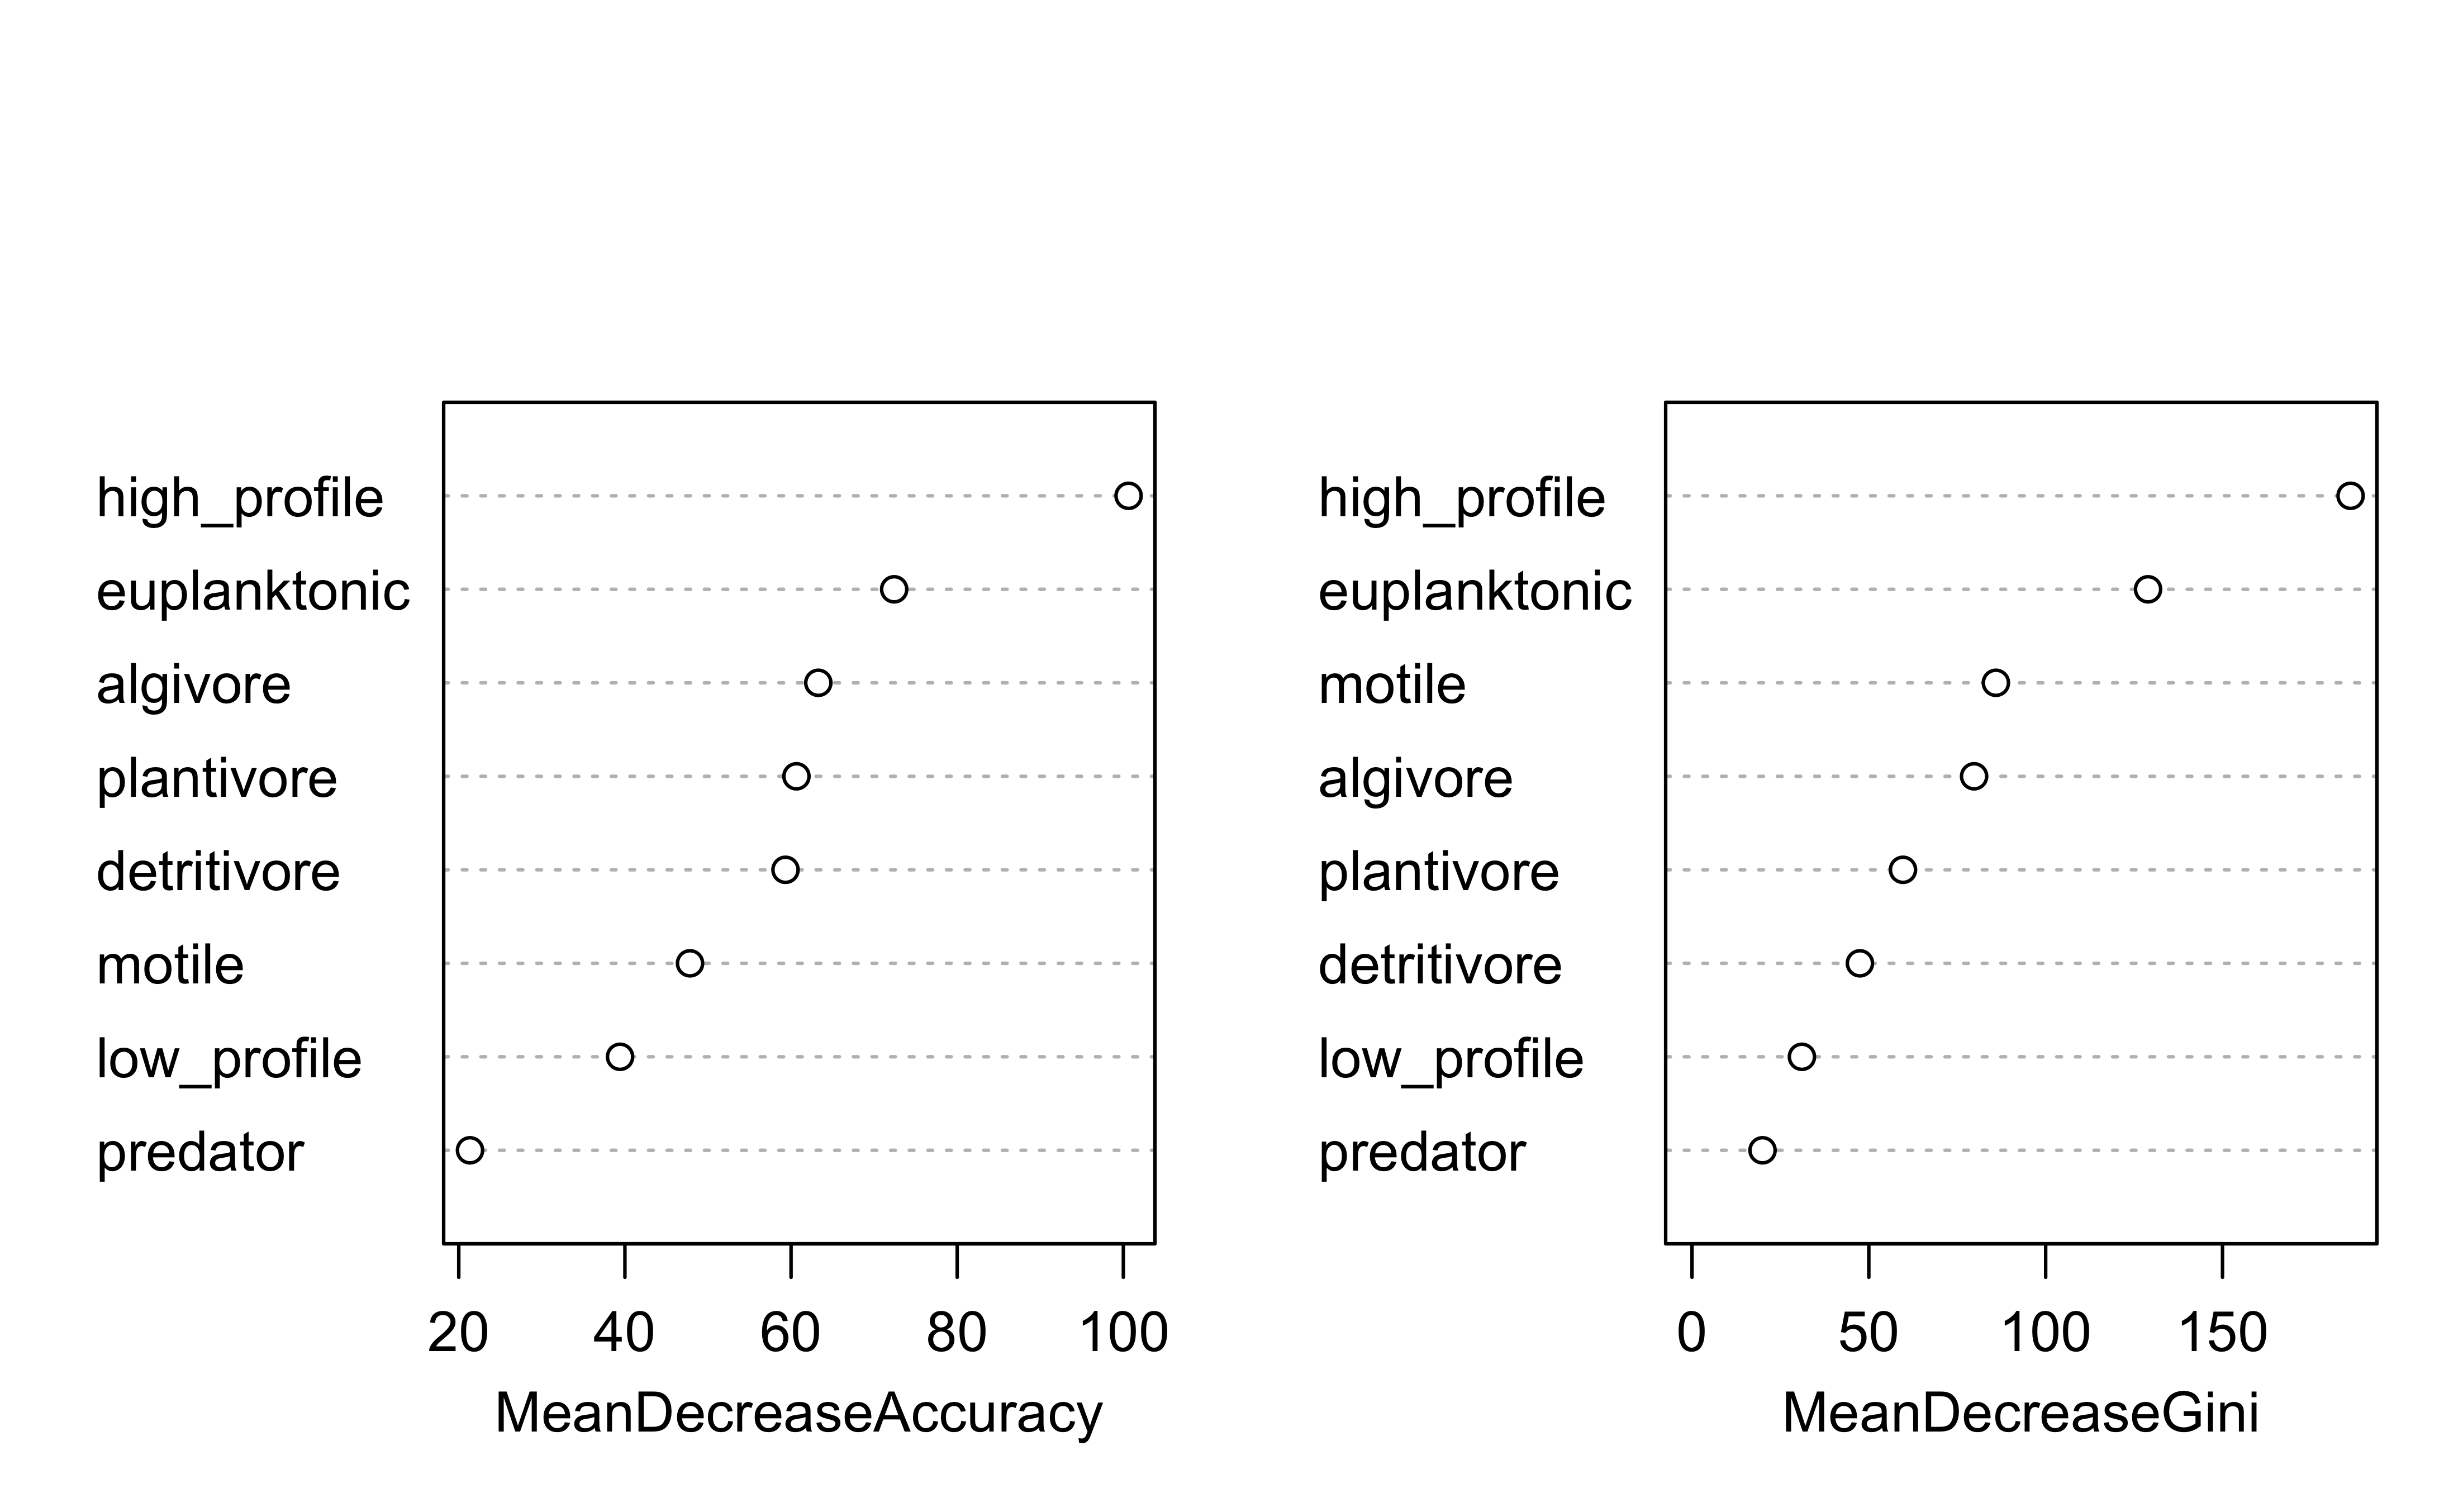 high_profile
euplanktonic
algivore
plantivore
detritivore
motile
low_profile
predator
20 40 60 80 100
MeanDecreaseAccuracy
high_profile
euplanktonic
motile
algivore
plantivore
detritivore
low_profile
predator
0 50 100 150
MeanDecreaseGini